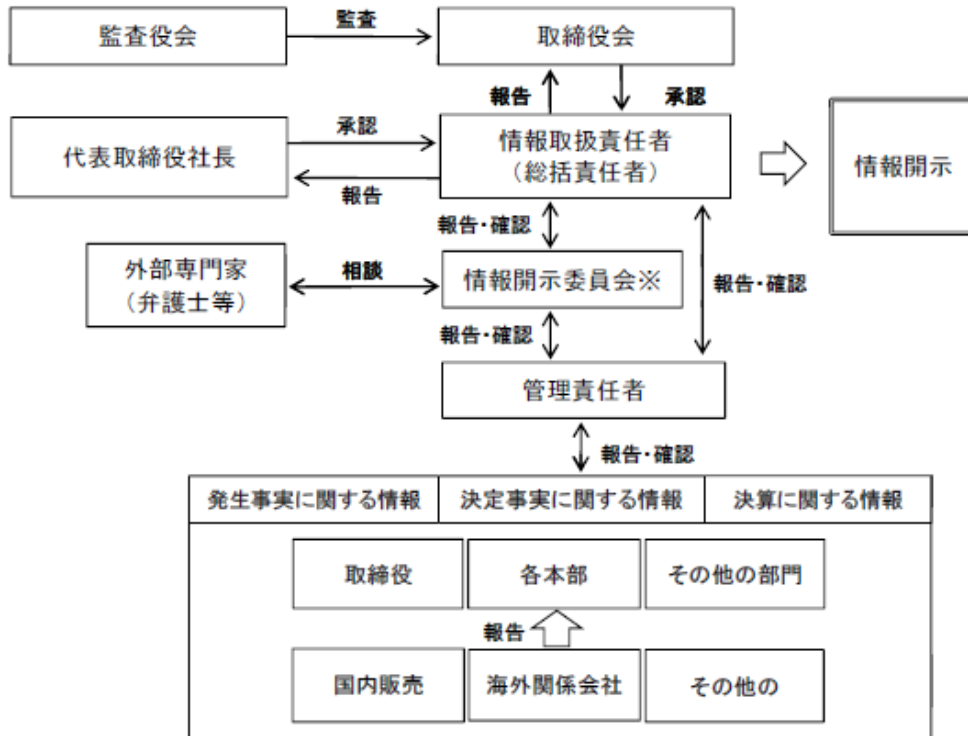 監査役会
監査
取締役会
報告
承認
代表取締役社長
承認
報告
情報取扱責任者
（総括責任者）
情報開示
報告・確認
外部専門家
（弁護士等）
相談
情報開示委員会※
報告・確認
報告・確認
管理責任者
報告・確認
発生事実に関する情報
決定事実に関する情報
決算に関する情報
取締役
各本部
その他の部門
報告
国内販売
海外関係会社
その他の